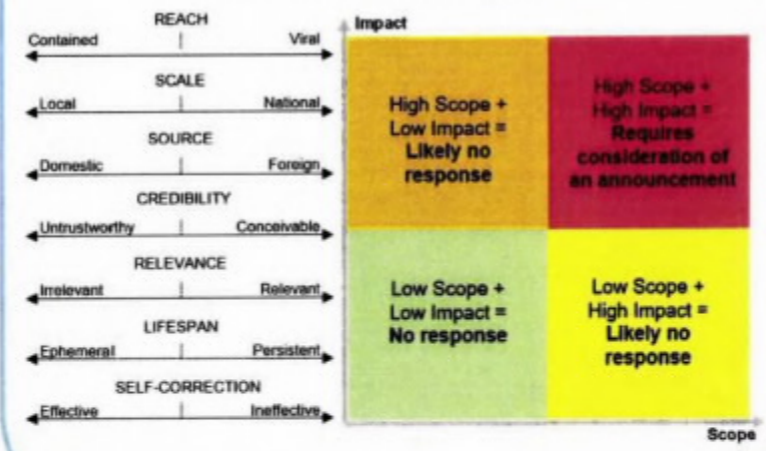 REACH
Contained Viral
SCALE
Local National
SOURCE
Domestic Foreign
CREDIBILITY
Untrustworthy Conceivable
RELEVANCE
Irrelevant Relevant
LIFESPAN
Ephemeral Persistent
SELF-CORRECTION
Effective Ineffective
Impact
High Scope +
Low Impact =
Likely no
response
High Scope +
High Impact =
Requires
consideration of
an announcement
Low Scope +
Low Impact =
No response
Low Scope +
High Impact =
Likely no
response
Scope